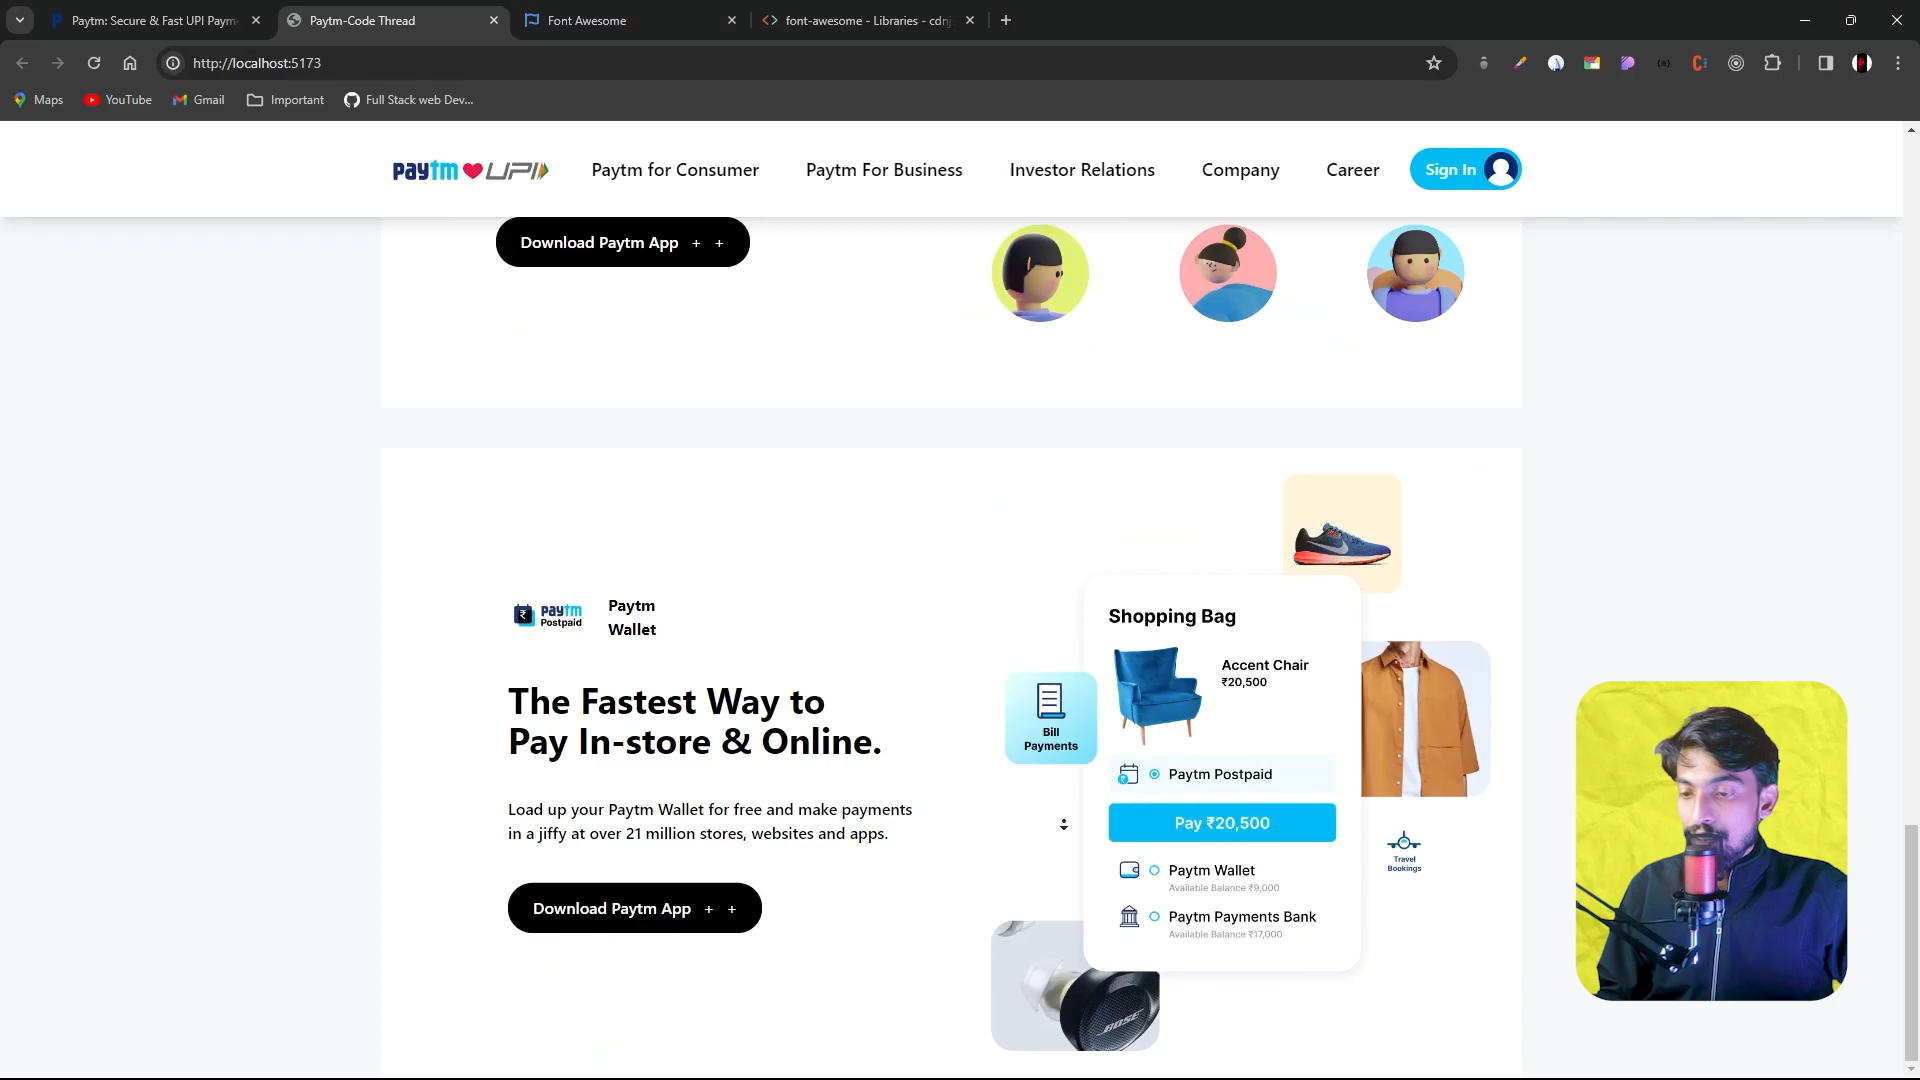 Paytm: Secure & Fast UPI Paym
Paytm-Code Thread
Font Awesome
font-awesome - Libraries - cdnj
http://localhost:5173
Maps
YouTube
Gmail
Important
Full Stack web Dev...
paytm UPI
Paytm for Consumer
Paytm For Business
Investor Relations
Company
Career
Sign In
Download Paytm App + +
paytm
Postpaid
Paytm
Wallet
The Fastest Way to
Pay In-store & Online.
Load up your Paytm Wallet for free and make payments
in a jiffy at over 21 million stores, websites and apps.
Download Paytm App + +
Bill
Payments
Shopping Bag
Accent Chair
₹20,500
Paytm Postpaid
Pay ₹20,500
Paytm Wallet
Available Balance ₹9,000
Paytm Payments Bank
Available Balance ₹17,000
Travel
Bookings
BOSE